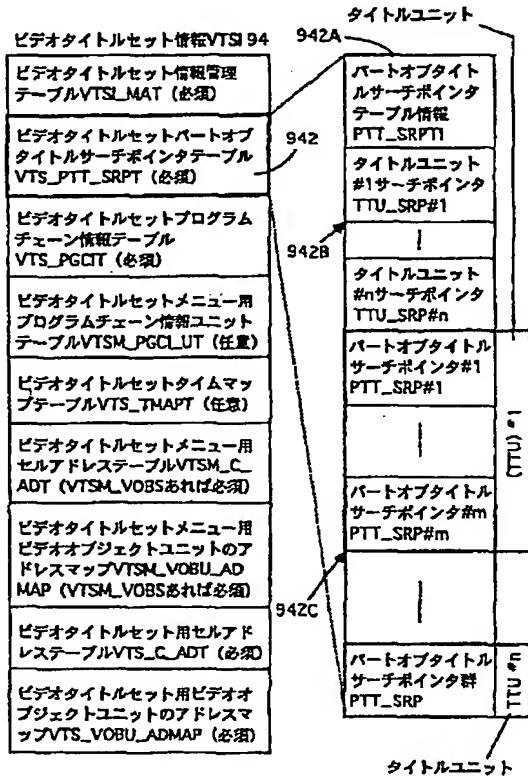 ビデオタイトルセット情報VTSI 94
ビデオタイトルセット情報管理
テーブルVTSI_MAT（必須）
ビデオタイトルセットパートオブ
タイトルサーチポインタテーブル
VTS_PTT_SRPT（必須）
ビデオタイトルセットプログラム
チェーン情報テーブル
VTS_PGCIT（必須）
ビデオタイトルセットメニュー用
プログラムチェーン情報ユニット
テーブルVTSM_PGCI_UT（任意）
ビデオタイトルセットタイムマッ
プテーブルVTS_TMAPT（任意）
ビデオタイトルセットメニュー用
セルアドレステーブルVTSM_C_
ADT（VTSM_VOBSあれば必須）
ビデオタイトルセットメニュー用
ビデオオブジェクトユニットのア
ドレスマップVTSM_VOBU_AD
MAP（VTSM_VOBSあれば必須）
ビデオタイトルセット用セルアド
レステーブルVTS_C_ADT（必須）
ビデオタイトルセット用ビデオオ
ブジェクトユニットのアドレスマ
ップVTS_VOBU_ADMAP（必須）
942
942A
942B
942C
タイトルユニット
パートオブタイト
ルサーチポインタ
テーブル情報
PTT_SRPTI
タイトルユニット
#1サーチポインタ
TTU_SRP#1
タイトルユニット
#nサーチポインタ
TTU_SRP#n
パートオブタイトル
サーチポインタ#1
PTT_SRP#1
パートオブタイトル
サーチポインタ#m
PTT_SRP#m
パートオブタイトル
サーチポインタ群
PTT_SRP
(TTU) #1
TTU #n
タイトルユニット